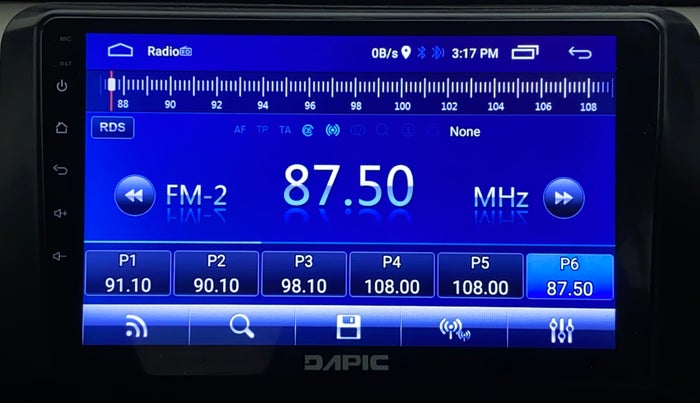 MIC
Radio 0B/s 3:17 PM
RST
88 90 92 94 96 98 100 102 104 106 108
RDS AF TP TA None
FM-2 87.50 MHz
P1 P2 P3 P4 P5 P6
91.10 90.10 98.10 108.00 108.00 87.50
DAPIC